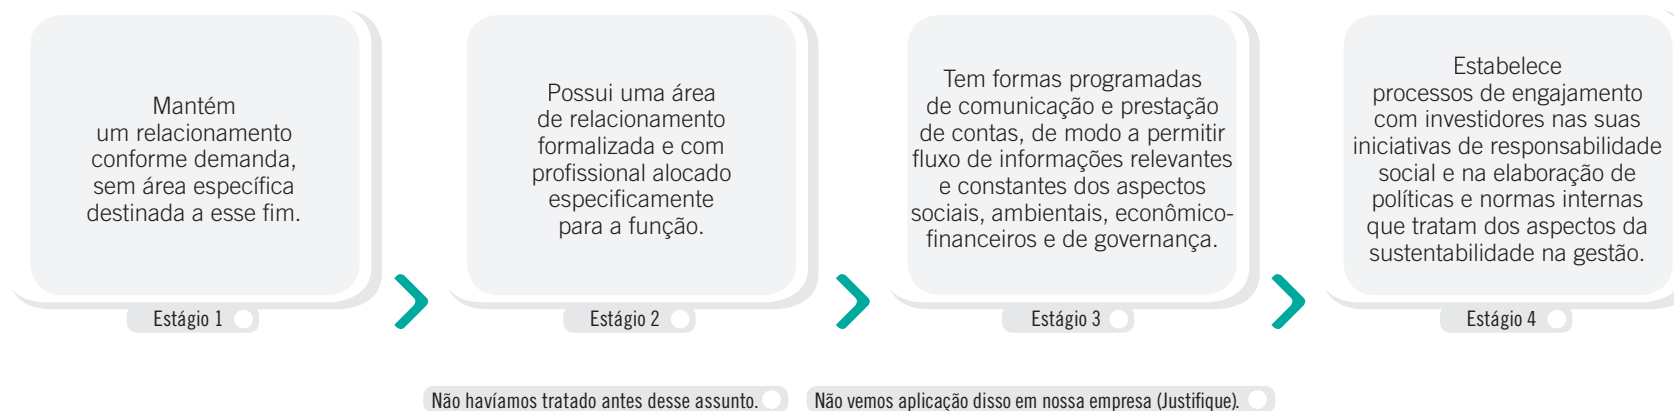 Mantém
um relacionamento
conforme demanda,
sem área específica
destinada a esse fim.
Estágio 1
Possui uma área
de relacionamento
formalizada e com
profissional alocado
especificamente
para a função.
Estágio 2
Tem formas programadas
de comunicação e prestação
de contas, de modo a permitir
fluxo de informações relevantes
e constantes dos aspectos
sociais, ambientais, econômico-
financeiros e de governança.
Estágio 3
Estabelece
processos de engajamento
com investidores nas suas
iniciativas de responsabilidade
social e na elaboração de
políticas e normas internas
que tratam dos aspectos da
sustentabilidade na gestão.
Estágio 4
Não havíamos tratado antes desse assunto.
Não vemos aplicação disso em nossa empresa (Justifique).